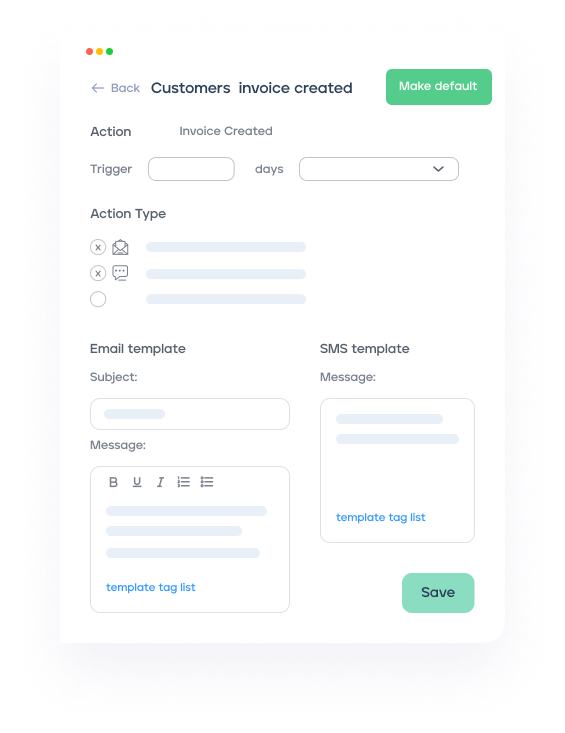 Back Customers invoice created Make default
Action Invoice Created
Trigger days
Action Type
x
x
Email template SMS template
Subject: Message:
Message:
B U I
template tag list
template tag list
Save